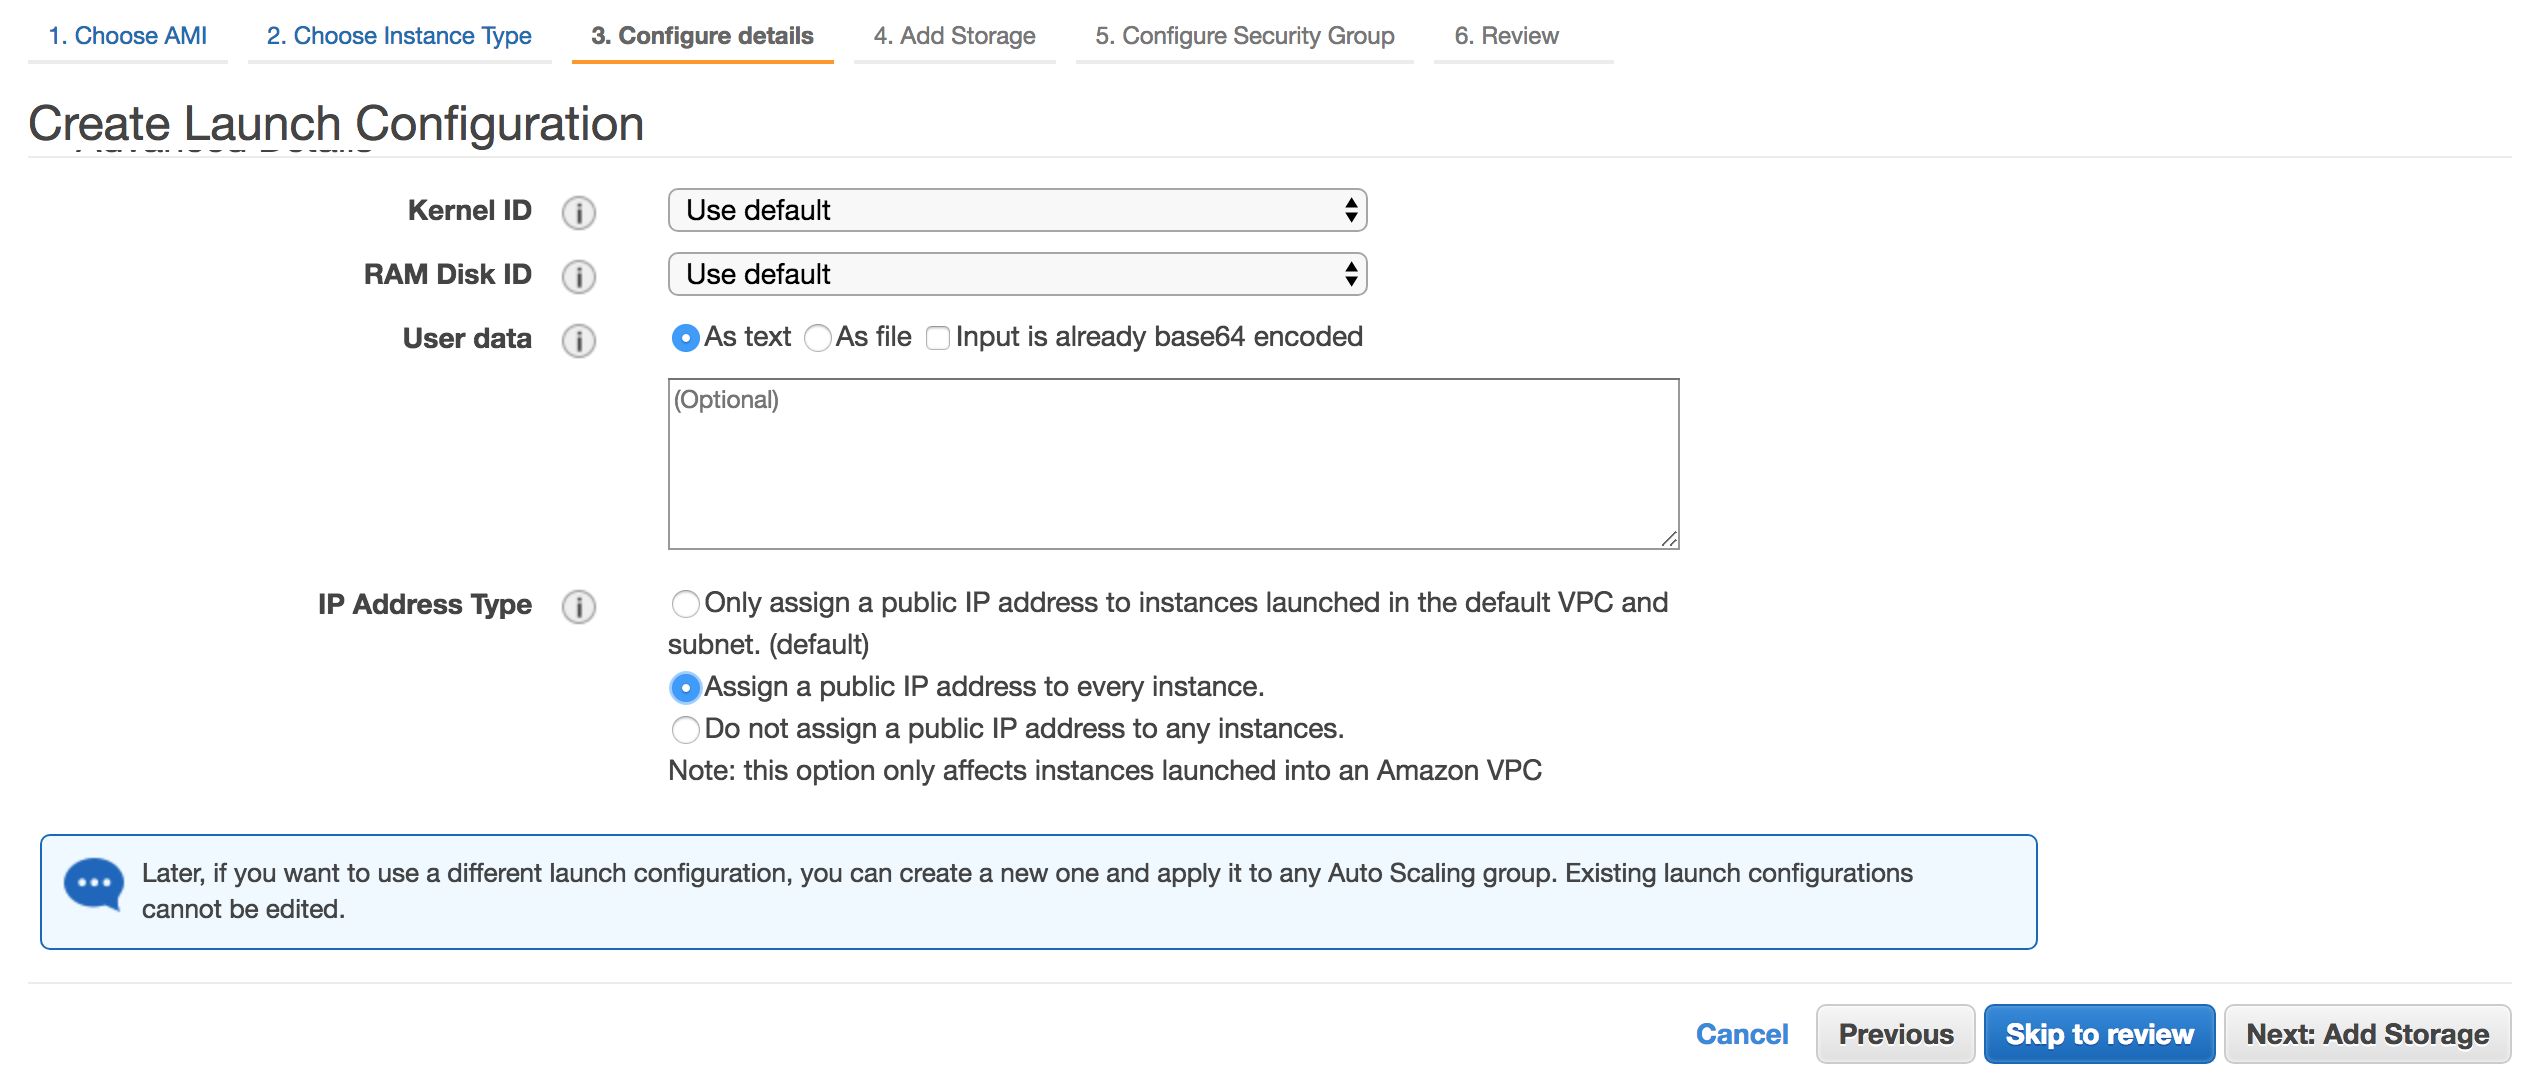 1. Choose AMI 2. Choose Instance Type 3. Configure details 4. Add Storage 5. Configure Security Group 6. Review
Create Launch Configuration
Advanced Details
Kernel ID i Use default
RAM Disk ID i Use default
User data i As text As file Input is already base64 encoded
(Optional)
IP Address Type i Only assign a public IP address to instances launched in the default VPC and
subnet. (default)
Assign a public IP address to every instance.
Do not assign a public IP address to any instances.
Note: this option only affects instances launched into an Amazon VPC
Later, if you want to use a different launch configuration, you can create a new one and apply it to any Auto Scaling group. Existing launch configurations
cannot be edited.
Cancel Previous Skip to review Next: Add Storage